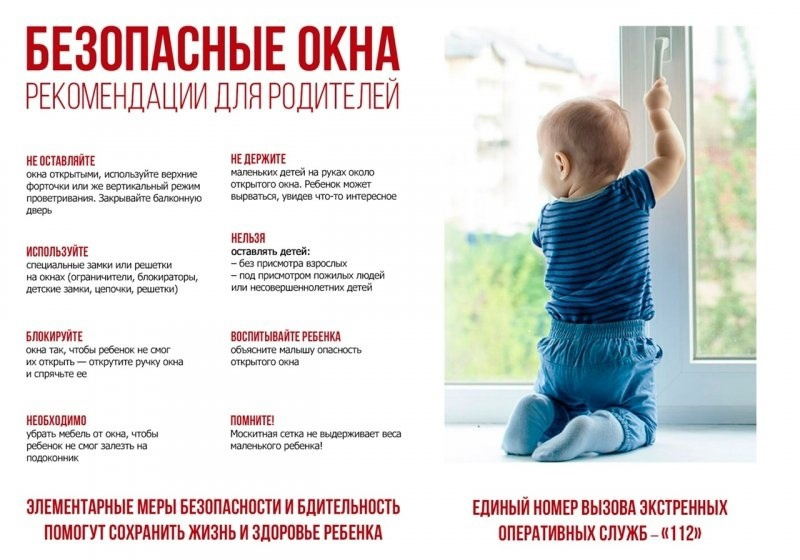 БЕЗОПАСНЫЕ ОКНА
РЕКОМЕНДАЦИИ ДЛЯ РОДИТЕЛЕЙ
НЕ ОСТАВЛЯЙТЕ
окна открытыми, используйте верхние
форточки или же вертикальный режим
проветривания. Закрывайте балконную
дверь
НЕ ДЕРЖИТЕ
маленьких детей на руках около
открытого окна. Ребенок может
вырваться, увидев что-то интересное
ИСПОЛЬЗУЙТЕ
специальные замки или решетки
на окнах (ограничители, блокираторы,
детские замки, цепочки, решетки)
НЕЛЬЗЯ
оставлять детей:
– без присмотра взрослых
– под присмотром пожилых людей
или несовершеннолетних детей
БЛОКИРУЙТЕ
окна так, чтобы ребенок не смог
их открыть — открутите ручку окна
и спрячьте ее
ВОСПИТЫВАЙТЕ РЕБЕНКА
объясните малышу опасность
открытого окна
НЕОБХОДИМО
убрать мебель от окна, чтобы
ребенок не смог залезть на
подоконник
ПОМНИТЕ!
Москитная сетка не выдерживает веса
маленького ребенка!
ЭЛЕМЕНТАРНЫЕ МЕРЫ БЕЗОПАСНОСТИ И БДИТЕЛЬНОСТЬ
ПОМОГУТ СОХРАНИТЬ ЖИЗНЬ И ЗДОРОВЬЕ РЕБЕНКА
ЕДИНЫЙ НОМЕР ВЫЗОВА ЭКСТРЕННЫХ
ОПЕРАТИВНЫХ СЛУЖБ – «112»